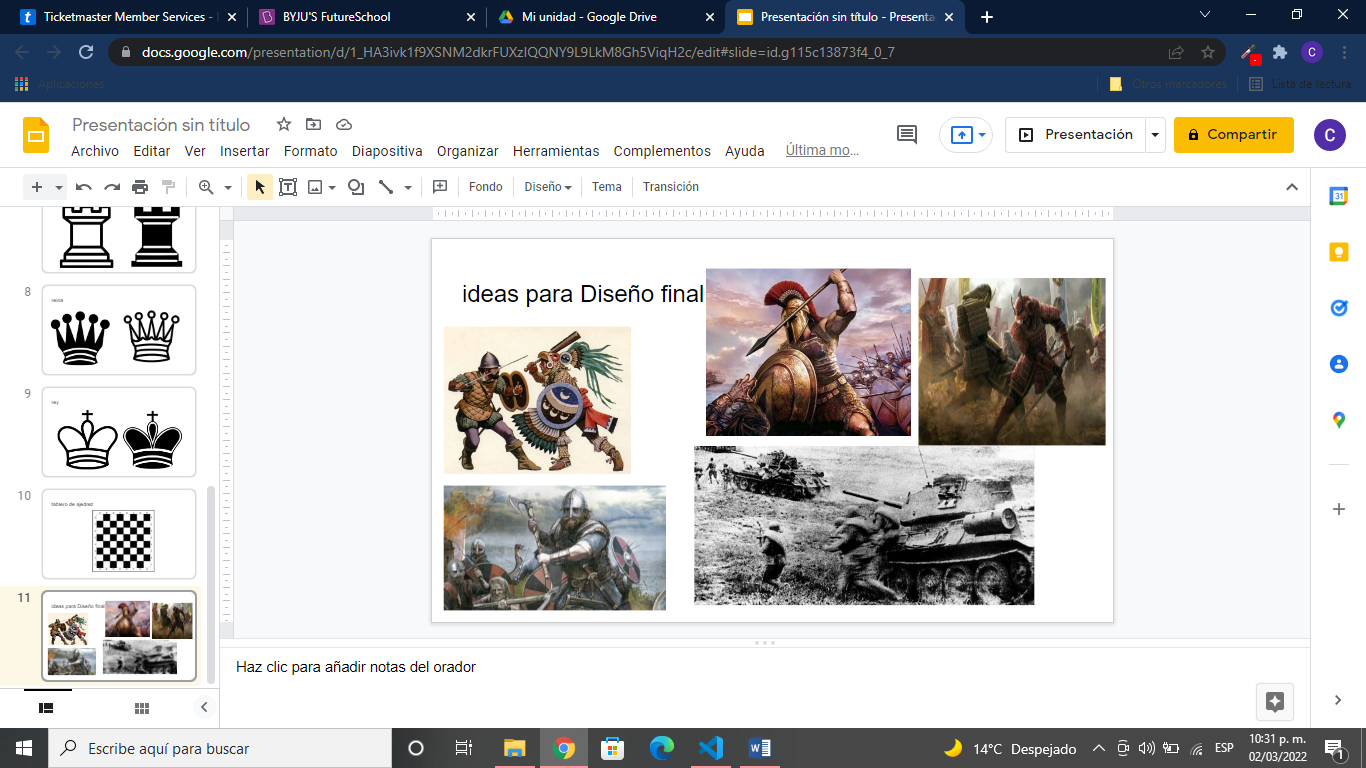 Ticketmaster Member Services -
BYJU'S FutureSchool
Mi unidad - Google Drive
Presentación sin título - Presenta
docs.google.com/presentation/d/1_HA3ivk1f9XSNM2dkrFUXzIQQNY9L9LkM8Gh5ViqH2c/edit#slide=id.g115c13873f4_0_7
C
Aplicaciones
Otros marcadores
Lista de lectura
Presentación sin título
Archivo Editar Ver Insertar Formato Diapositiva Organizar Herramientas Complementos Ayuda Última mo...
Presentación
Compartir
C
Fondo Diseño Tema Transición
31
8
reina
9
rey
10
tablero de ajedrez
11
ideas para Diseño final
ideas para Diseño final
Haz clic para añadir notas del orador
Escribe aquí para buscar
14°C Despejado
ESP
10:31 p. m.
02/03/2022
1